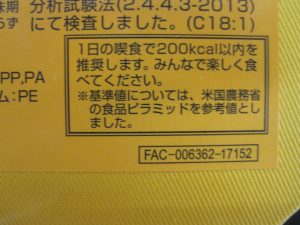 味期 分析試験法(2.4.4.3-2013)
らず にて検査しました。(C18:1)
1日の喫食で200kcal以内を
推奨します。みんなで楽しく食
べてください。
PP,PA
ム:PE
※基準値については、米国農務省
の食品ピラミッドを参考値としま
した。
FAC-006362-17152